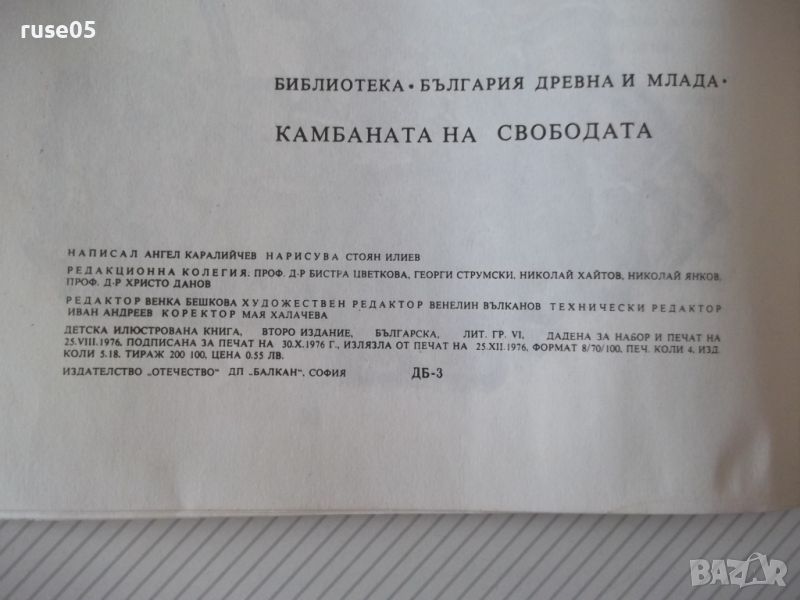 ruse05
БИБЛИОТЕКА • БЪЛГАРИЯ ДРЕВНА И МЛАДА •
КАМБАНАТА НА СВОБОДАТА
НАПИСАЛ АНГЕЛ КАРАЛИЙЧЕВ НАРИСУВА СТОЯН ИЛИЕВ
РЕДАКЦИОННА КОЛЕГИЯ: ПРОФ. Д-Р БИСТРА ЦВЕТКОВА, ГЕОРГИ СТРУМСКИ, НИКОЛАЙ ХАЙТОВ, НИКОЛАЙ ЯНКОВ,
ПРОФ. Д-Р ХРИСТО ДАНОВ
РЕДАКТОР ВЕНКА БЕШКОВА ХУДОЖЕСТВЕН РЕДАКТОР ВЕНЕЛИН ВЪЛКАНОВ ТЕХНИЧЕСКИ РЕДАКТОР
ИВАН АНДРЕЕВ КОРЕКТОР МАЯ ХАЛАЧЕВА
ДЕТСКА ИЛЮСТРОВАНА КНИГА, ВТОРО ИЗДАНИЕ, БЪЛГАРСКА, ЛИТ. ГР. VI, ДАДЕНА ЗА НАБОР И ПЕЧАТ НА
25.VIII.1976, ПОДПИСАНА ЗА ПЕЧАТ НА 30.X.1976 Г., ИЗЛЯЗЛА ОТ ПЕЧАТ НА 25.XII.1976, ФОРМАТ 8/70/100, ПЕЧ. КОЛИ 4, ИЗД.
КОЛИ 5.18. ТИРАЖ 200 100, ЦЕНА 0.55 ЛВ.
ИЗДАТЕЛСТВО „ОТЕЧЕСТВО“ ДП „БАЛКАН“, СОФИЯ ДБ-3
BAZAR